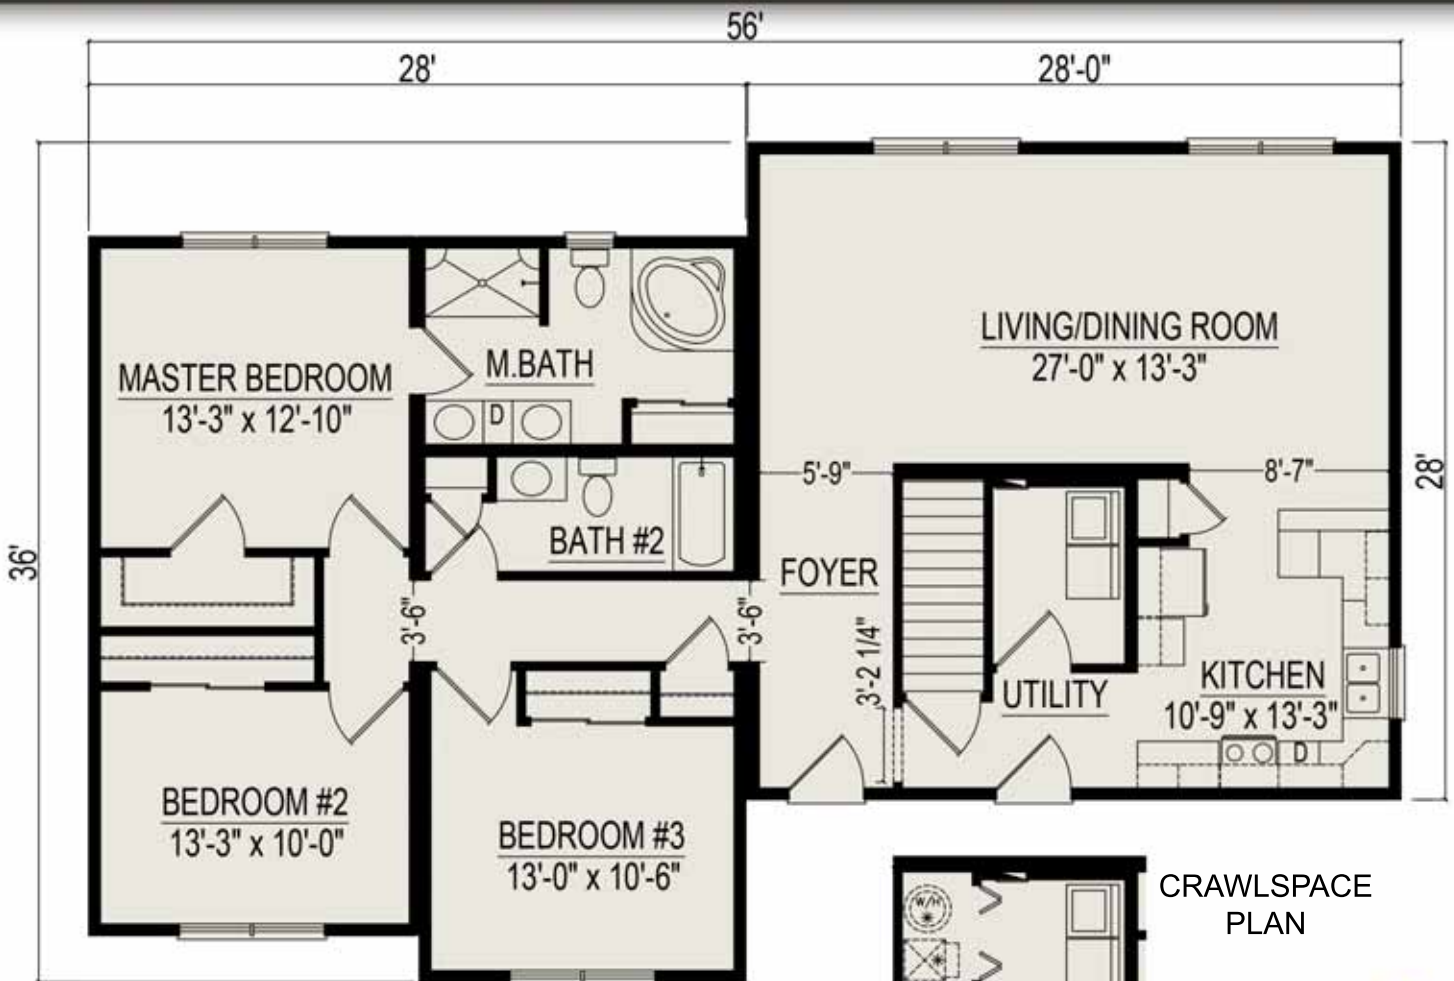 56'
28'
28'-0"
LIVING/DINING ROOM
27'-0" x 13'-3"
M.BATH
MASTER BEDROOM
13'-3" x 12'-10"
D
5'-9"
8'-7"
28'
BATH #2
36'
FOYER
3'-6"
3'-6"
3'-2 1/4"
KITCHEN
10'-9" x 13'-3"
UTILITY
D
BEDROOM #2
13'-3" x 10'-0"
BEDROOM #3
13'-0" x 10'-6"
CRAWLSPACE
PLAN
W/H